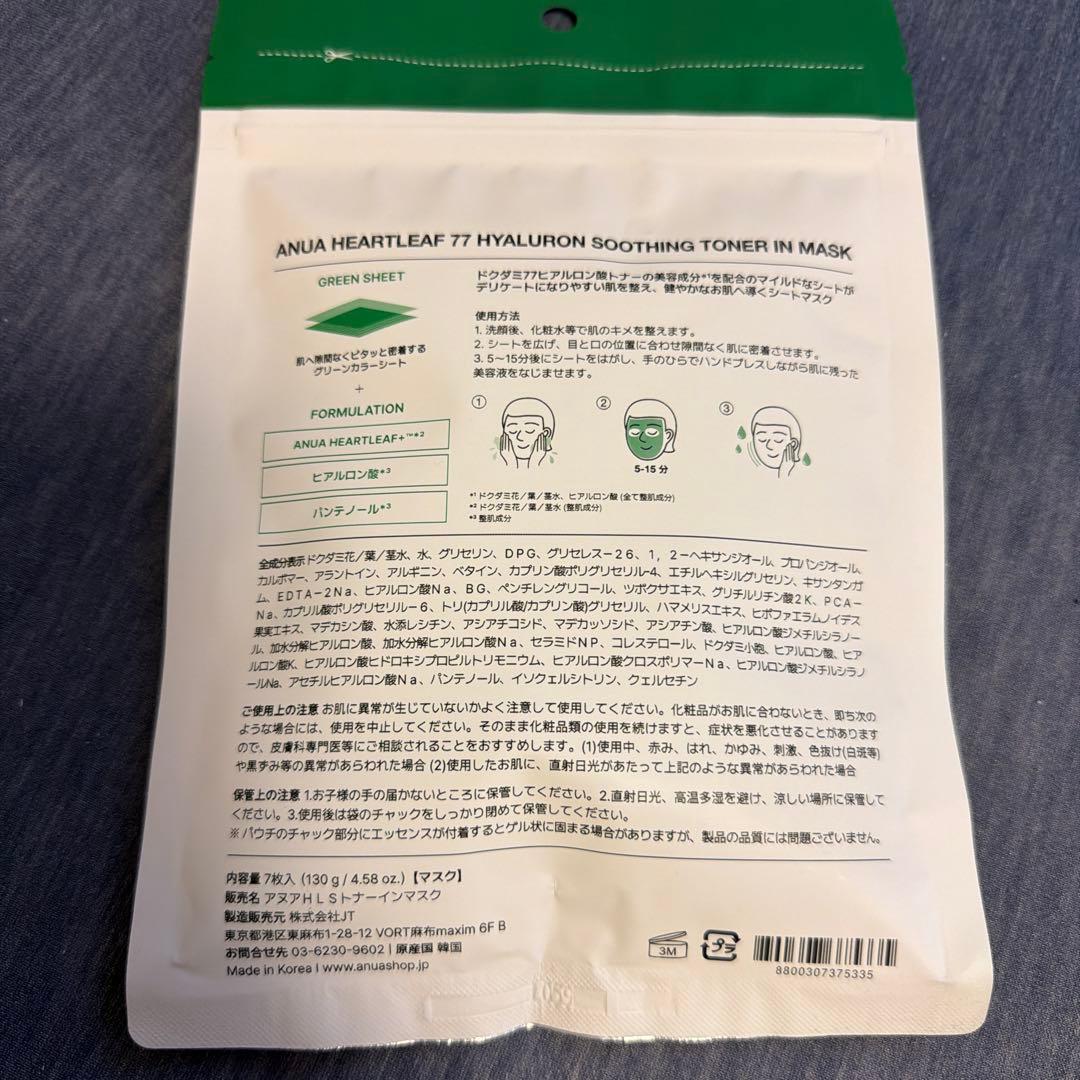 ANUA HEARTLEAF 77 HYALURON SOOTHING TONER IN MASK
GREEN SHEET
肌へ隙間なくピタッと密着する
グリーンカラーシート
+
FORMULATION
ANUA HEARTLEAF+™*2
ヒアルロン酸*3
パンテノール*3
ドクダミ77ヒアルロン酸トナーの美容成分*1を配合のマイルドなシートが
デリケートになりやすい肌を整え、健やかなお肌へ導くシートマスク
使用方法
1. 洗顔後、化粧水等で肌のキメを整えます。
2. シートを広げ、目と口の位置に合わせ隙間なく肌に密着させます。
3. 5～15分後にシートをはがし、手のひらでハンドプレスしながら肌に残った
美容液をなじませます。
① ② ③
5-15 分
*1 ドクダミ花／葉／茎水、ヒアルロン酸 (全て整肌成分)
*2 ドクダミ花／葉／茎水 (整肌成分)
*3 整肌成分
全成分表示 ドクダミ花／葉／茎水、水、グリセリン、DPG、グリセレス－26、1，2－ヘキサンジオール、プロパンジオール、
カルボマー、アラントイン、アルギニン、ベタイン、カプリン酸ポリグリセリル-4、エチルヘキシルグリセリン、キサンタンガ
ム、EDTA－2Na、ヒアルロン酸Na、BG、ペンチレングリコール、ツボクサエキス、グリチルリチン酸2K、PCA－
Na、カプリル酸ポリグリセリル－6、トリ(カプリル酸/カプリン酸)グリセリル、ハマメリスエキス、ヒポファエラムノイデス
果実エキス、マデカシン酸、水添レシチン、アシアチコシド、マデカッソシド、アシアチン酸、ヒアルロン酸ジメチルシラノー
ル、加水分解ヒアルロン酸、加水分解ヒアルロン酸Na、セラミドNP、コレステロール、ドクダミ小胞、ヒアルロン酸、ヒア
ルロン酸K、ヒアルロン酸ヒドロキシプロピルトリモニウム、ヒアルロン酸クロスポリマーNa、ヒアルロン酸ジメチルシラノ
ールNa、アセチルヒアルロン酸Na、パンテノール、イソクェルシトリン、クェルセチン
ご使用上の注意 お肌に異常が生じていないかよく注意して使用してください。化粧品がお肌に合わないとき、即ち次の
ような場合には、使用を中止してください。そのまま化粧品類の使用を続けますと、症状を悪化させることがあります
ので、皮膚科専門医等にご相談されることをおすすめします。(1)使用中、赤み、はれ、かゆみ、刺激、色抜け(白斑等)
や黒ずみ等の異常があらわれた場合 (2)使用したお肌に、直射日光があたって上記のような異常があらわれた場合
保管上の注意 1.お子様の手の届かないところに保管してください。2.直射日光、高温多湿を避け、涼しい場所に保管して
ください。3.使用後は袋のチャックをしっかり閉めて保管してください。
※パウチのチャック部分にエッセンスが付着するとゲル状に固まる場合がありますが、製品の品質には問題ございません。
内容量 7枚入 (130 g / 4.58 oz.)【マスク】
販売名 アヌアＨＬＳトナーインマスク
製造販売元 株式会社JT
東京都港区東麻布1-28-12 VORT麻布maxim 6F B
お問合せ先 03-6230-9602 | 原産国 韓国
Made in Korea | www.anuashop.jp
3M
プラ
8800307375335